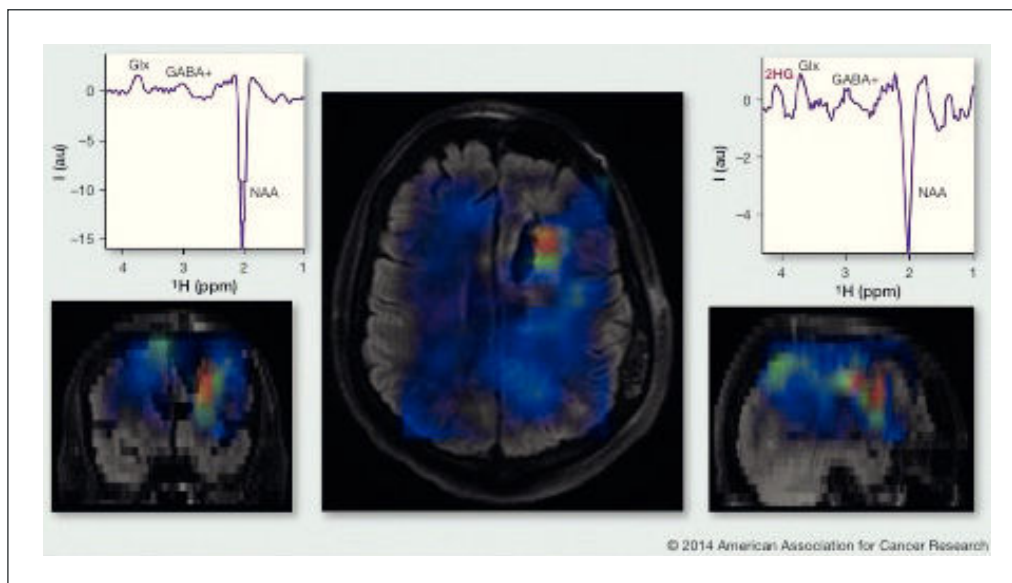 Glx
GABA+
NAA
I (au)
0
−5
−10
−15
4
3
2
1
¹H (ppm)
2HG
Glx
GABA+
NAA
I (au)
0
−2
−4
4
3
2
1
¹H (ppm)
© 2014 American Association for Cancer Research